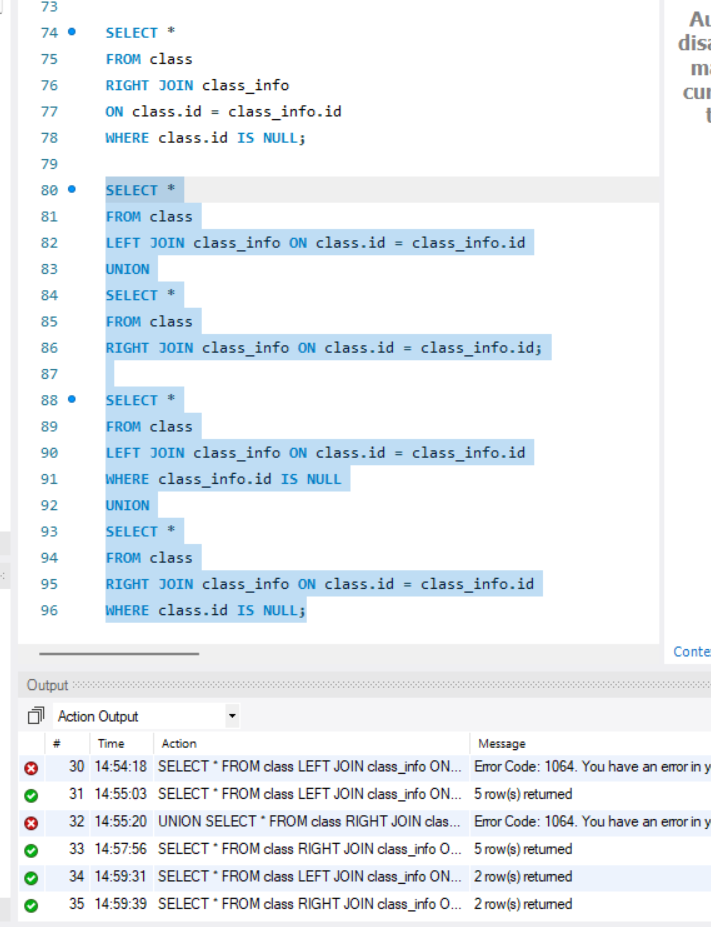 73
74 SELECT *
75 FROM class
76 RIGHT JOIN class_info
77 ON class.id = class_info.id
78 WHERE class.id IS NULL;
79
80 SELECT *
81 FROM class
82 LEFT JOIN class_info ON class.id = class_info.id
83 UNION
84 SELECT *
85 FROM class
86 RIGHT JOIN class_info ON class.id = class_info.id;
87
88 SELECT *
89 FROM class
90 LEFT JOIN class_info ON class.id = class_info.id
91 WHERE class_info.id IS NULL
92 UNION
93 SELECT *
94 FROM class
95 RIGHT JOIN class_info ON class.id = class_info.id
96 WHERE class.id IS NULL;
Output
Action Output
# Time Action Message
30 14:54:18 SELECT * FROM class LEFT JOIN class_info ON... Error Code: 1064. You have an error in y
31 14:55:03 SELECT * FROM class LEFT JOIN class_info ON... 5 row(s) returned
32 14:55:20 UNION SELECT * FROM class RIGHT JOIN clas... Error Code: 1064. You have an error in y
33 14:57:56 SELECT * FROM class RIGHT JOIN class_info O... 5 row(s) returned
34 14:59:31 SELECT * FROM class LEFT JOIN class_info ON... 2 row(s) returned
35 14:59:39 SELECT * FROM class RIGHT JOIN class_info O... 2 row(s) returned